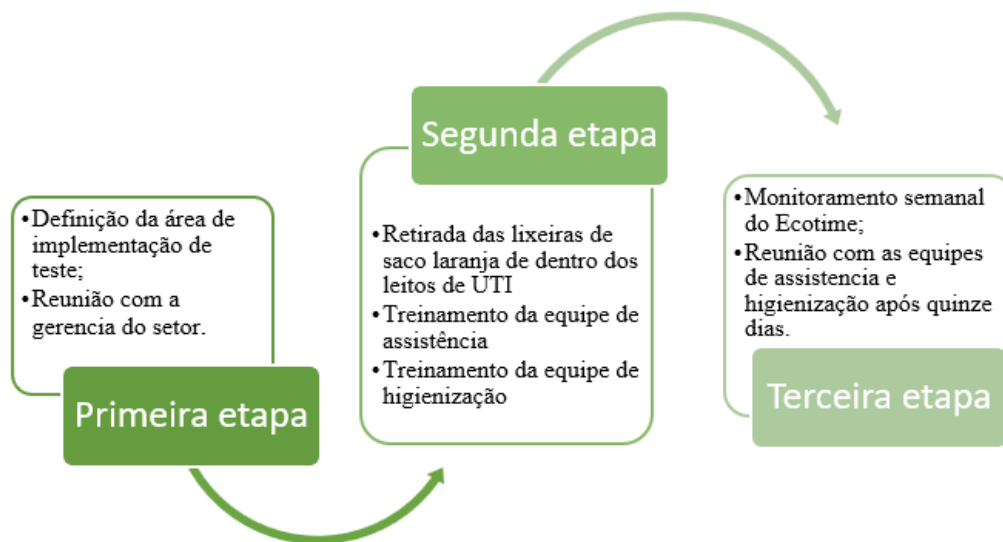 •Definição da área de
implementação de
teste;
•Reunião com a
gerencia do setor.
Primeira etapa
Segunda etapa
•Retirada das lixeiras de
saco laranja de dentro dos
leitos de UTI
•Treinamento da equipe de
assistência
•Treinamento da equipe de
higienização
•Monitoramento semanal
do Ecotime;
•Reunião com as equipes
de assistencia e
higienização após quinze
dias.
Terceira etapa